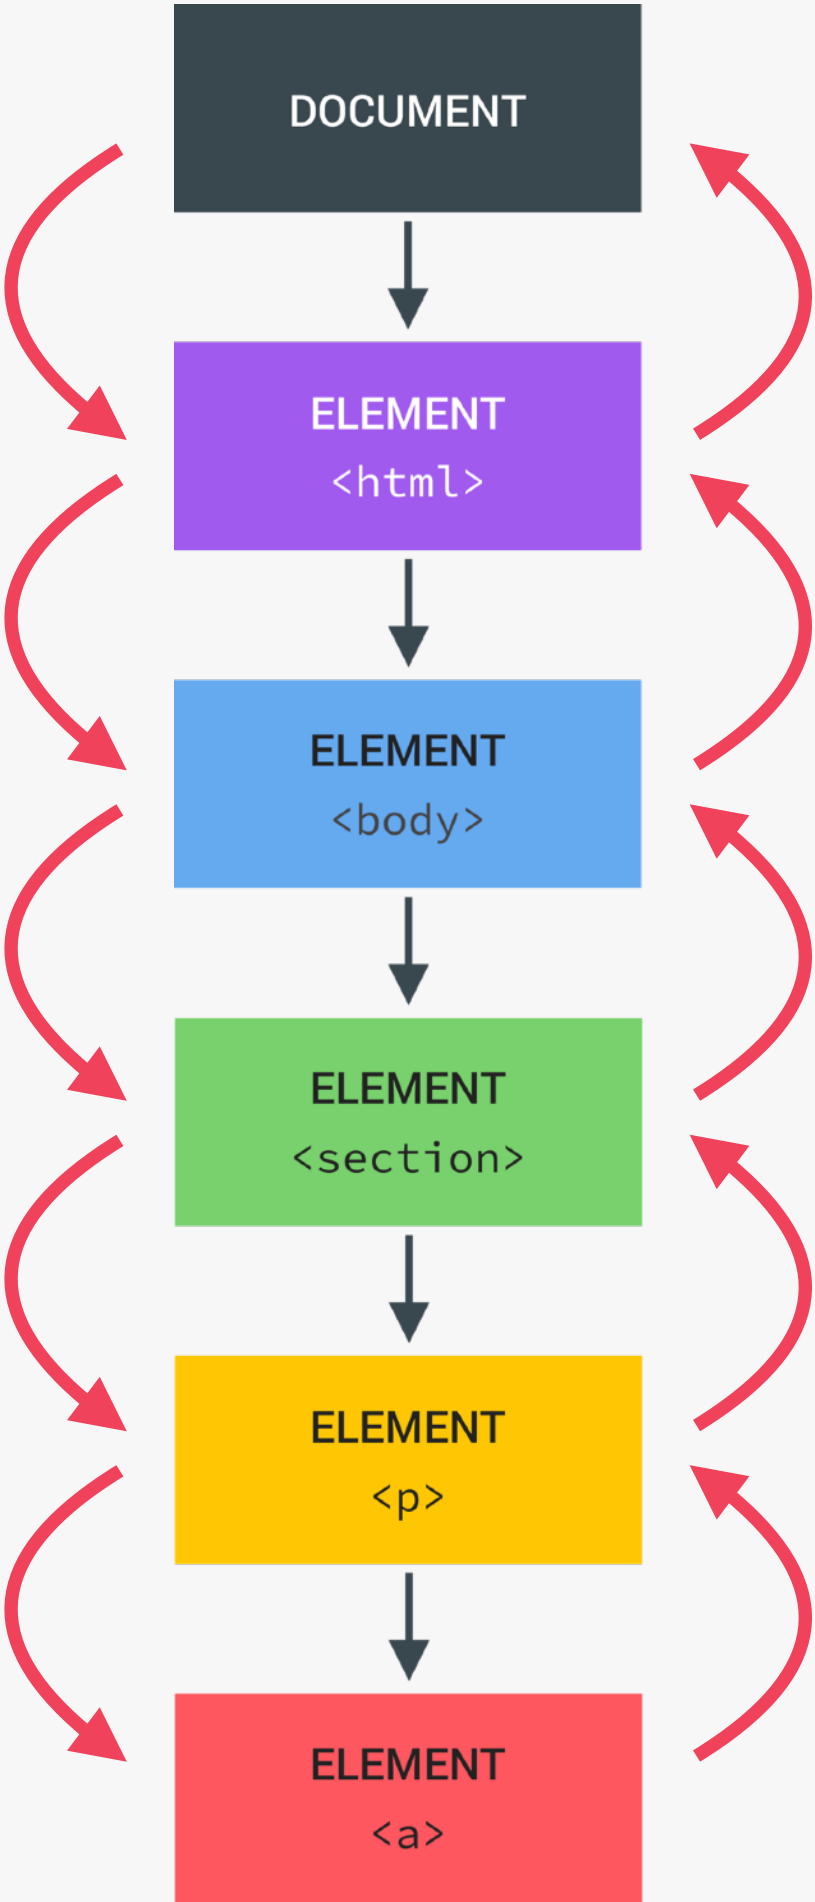 DOCUMENT
ELEMENT
<html>
ELEMENT
<body>
ELEMENT
<section>
ELEMENT
<p>
ELEMENT
<a>